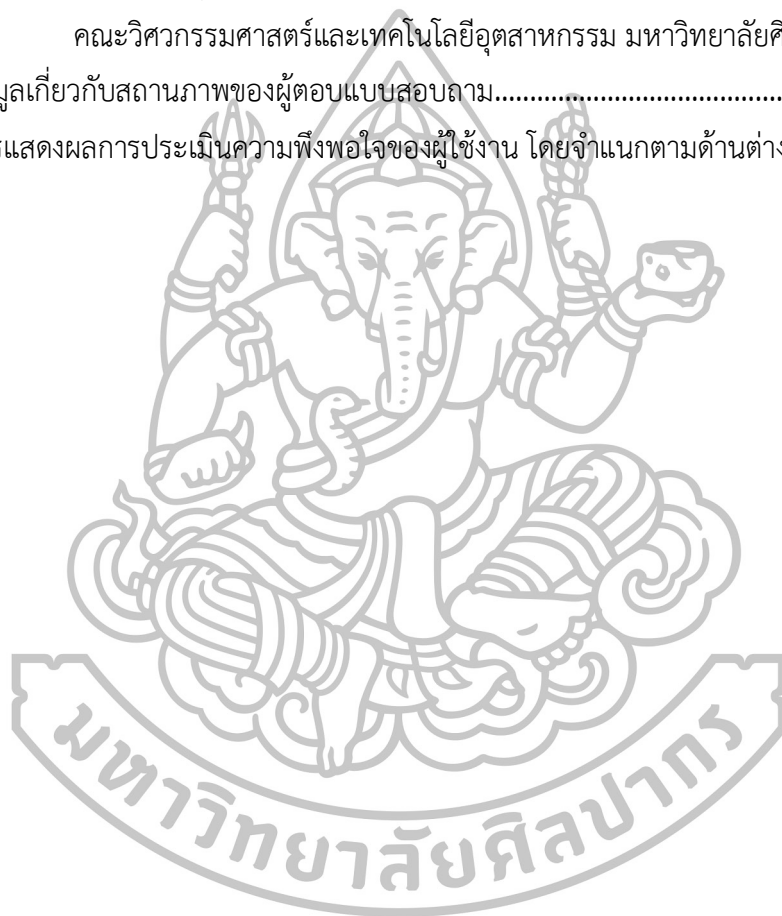 คณะวิศวกรรมศาสตร์และเทคโนโลยีอุตสาหกรรม มหาวิทยาลัยศิ
มูลเกี่ยวกับสถานภาพของผู้ตอบแบบสอบถาม..........................................
รแสดงผลการประเมินความพึงพอใจของผู้ใช้งาน โดยจำแนกตามด้านต่าง
มหาวิทยาลัยศิลปากร